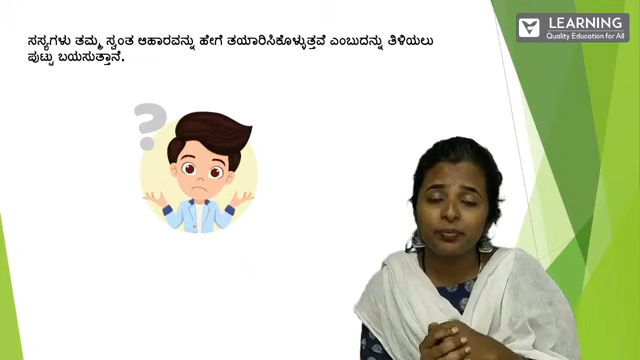 LEARNING
Quality Education for All
ಸಸ್ಯಗಳು ತಮ್ಮ ಸ್ವಂತ ಆಹಾರವನ್ನು ಹೇಗೆ ತಯಾರಿಸಿಕೊಳ್ಳುತ್ತವೆ ಎಂಬುದನ್ನು ತಿಳಿಯಲು
ಪುಟ್ಟು ಬಯಸುತ್ತಾನೆ.